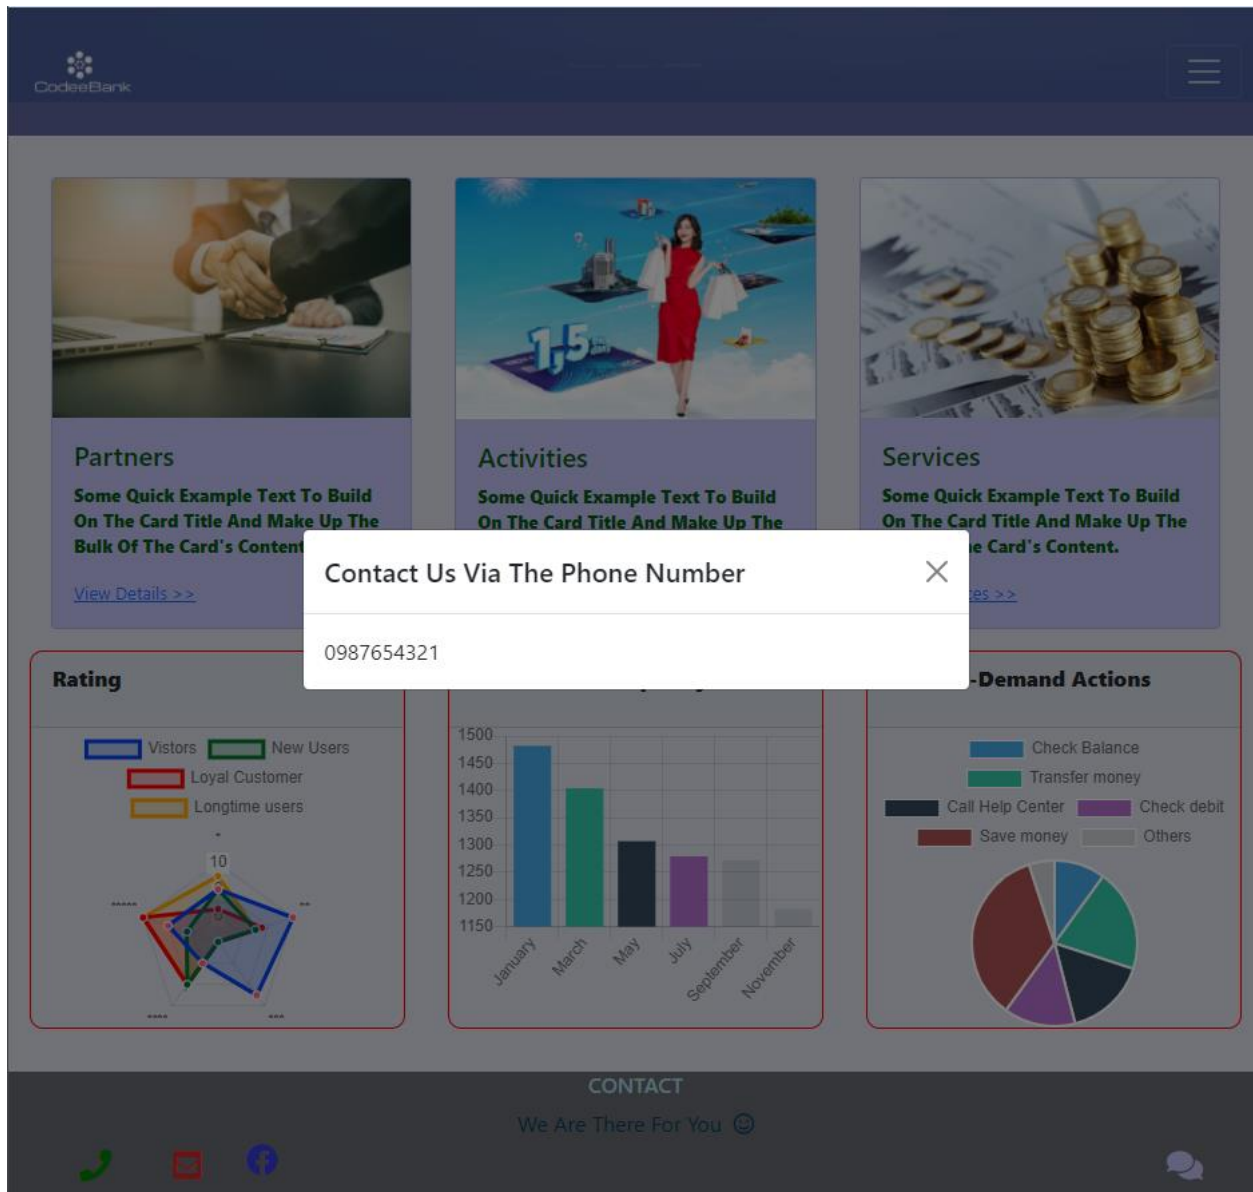 CodeeBank
Partners
Some Quick Example Text To Build
On The Card Title And Make Up The
Bulk Of The Card's Content
View Details >>
Activities
Some Quick Example Text To Build
On The Card Title And Make Up The
Services
Some Quick Example Text To Build
On The Card Title And Make Up The
Card's Content.
>>
Contact Us Via The Phone Number
0987654321
Rating
Vistors
New Users
Loyal Customer
Longtime users
*
10
**
***
****
*****
1500
1450
1400
1350
1300
1250
1200
1150
January
March
May
July
September
November
-Demand Actions
Check Balance
Transfer money
Call Help Center
Check debit
Save money
Others
1,5
CONTACT
We Are There For You